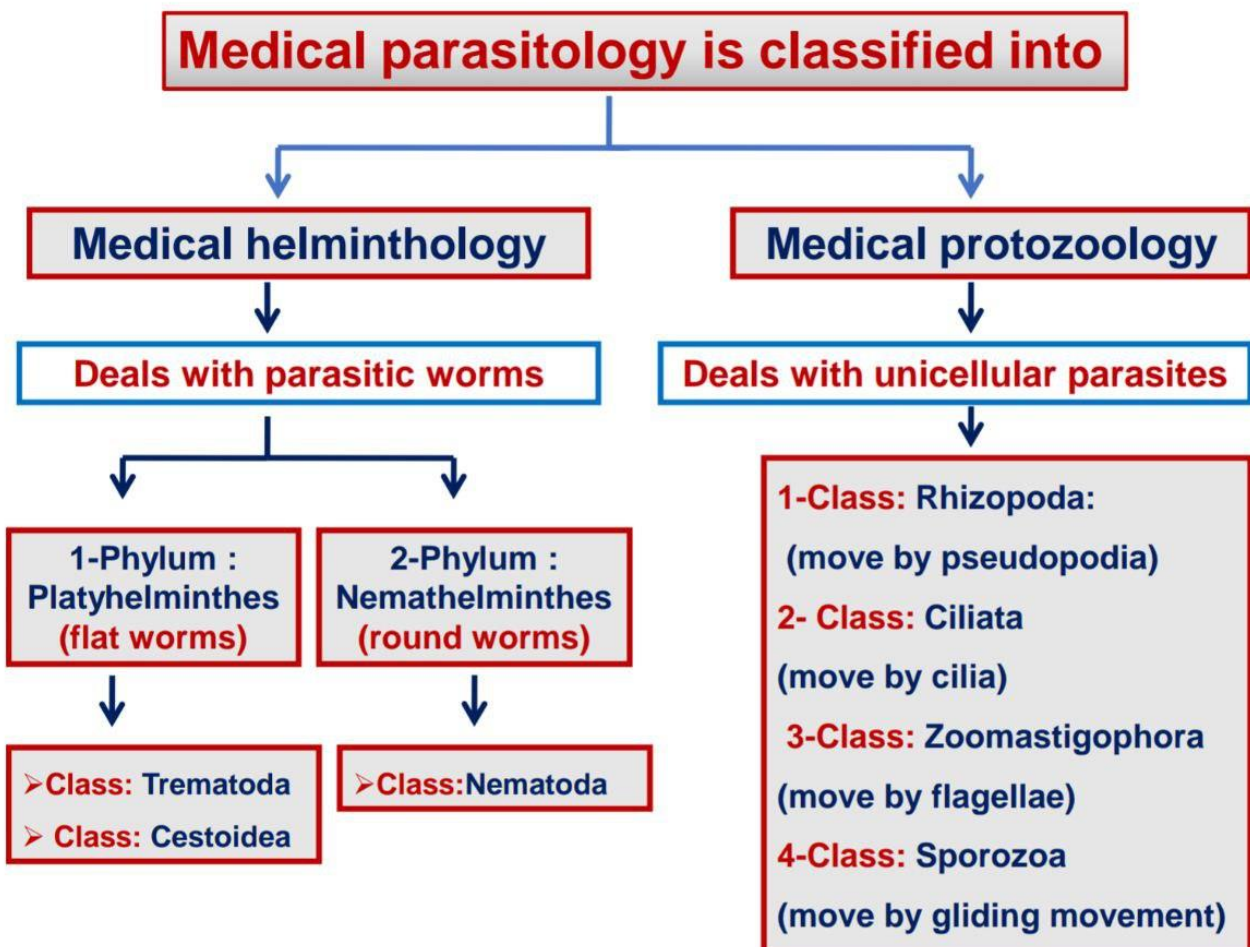 Medical parasitology is classified into
Medical helminthology
Medical protozoology
Deals with parasitic worms
Deals with unicellular parasites
1-Phylum :
Platyhelminthes
(flat worms)
2-Phylum :
Nemathelminthes
(round worms)
➢Class: Trematoda
➢ Class: Cestoidea
➢Class:Nematoda
1-Class: Rhizopoda:
(move by pseudopodia)
2- Class: Ciliata
(move by cilia)
3-Class: Zoomastigophora
(move by flagellae)
4-Class: Sporozoa
(move by gliding movement)